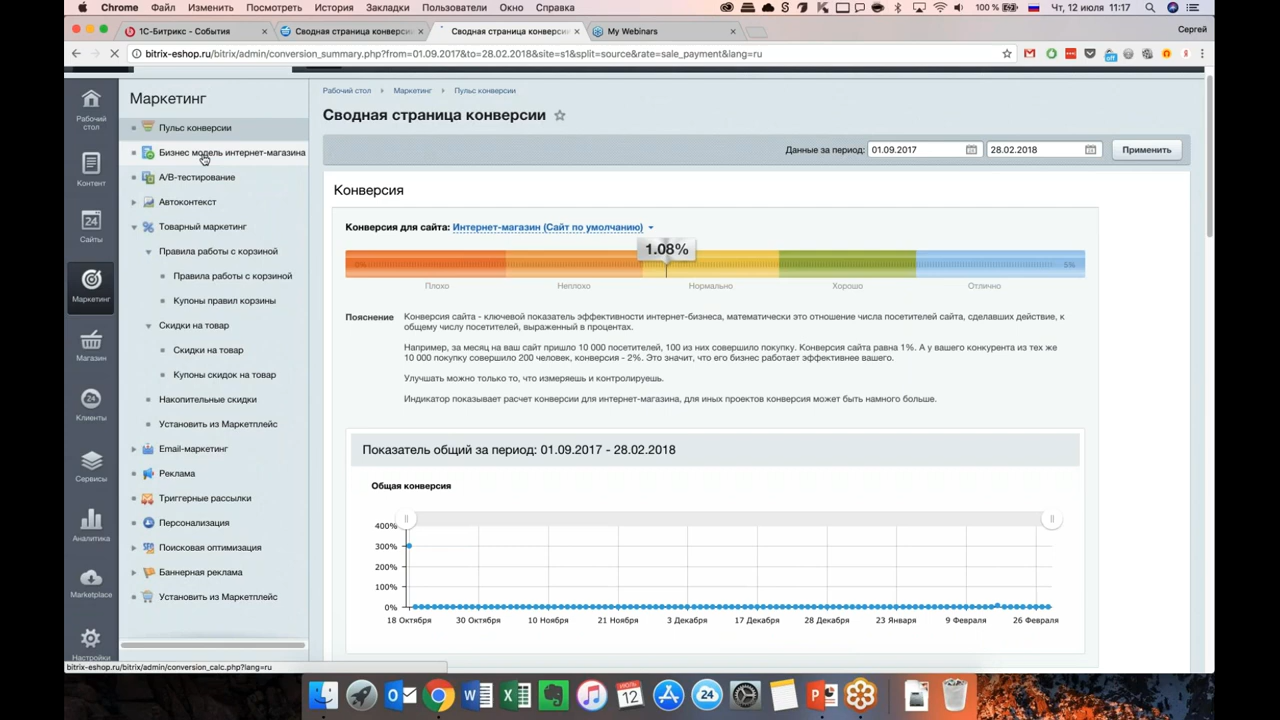 Chrome Файл Изменить Посмотреть История Закладки Пользователи Окно Справка 100 % Чт, 12 июля 11:17
1С-Битрикс - События
Сводная страница конверсии
Сводная страница конверсии
My Webinars
Сергей
bitrix-eshop.ru/bitrix/admin/conversion_summary.php?from=01.09.2017&to=28.02.2018&site=s1&split=source&rate=sale_payment&lang=ru
Рабочий
стол
Контент
24
Сайты
Маркетинг
Магазин
24
Клиенты
Сервисы
Аналитика
Marketplace
Настройки
Маркетинг
Пульс конверсии
Бизнес модель интернет-магазина
A/B-тестирование
Автоконтекст
Товарный маркетинг
Правила работы с корзиной
Правила работы с корзиной
Купоны правил корзины
Скидки на товар
Скидки на товар
Купоны скидок на товар
Накопительные скидки
Установить из Маркетплейс
Email-маркетинг
Реклама
Триггерные рассылки
Персонализация
Поисковая оптимизация
Баннерная реклама
Установить из Маркетплейс
Рабочий стол Маркетинг Пульс конверсии
Сводная страница конверсии
Данные за период: 01.09.2017 28.02.2018 Применить
Конверсия
Конверсия для сайта: Интернет-магазин (Сайт по умолчанию)
1.08%
0% 5%
Плохо Неплохо Нормально Хорошо Отлично
Пояснение
Конверсия сайта - ключевой показатель эффективности интернет-бизнеса, математически это отношение числа посетителей сайта, сделавших действие, к
общему числу посетителей, выраженный в процентах.
Например, за месяц на ваш сайт пришло 10 000 посетителей, 100 из них совершило покупку. Конверсия сайта равна 1%. А у вашего конкурента из тех же
10 000 покупку совершило 200 человек, конверсия - 2%. Это значит, что его бизнес работает эффективнее вашего.
Улучшать можно только то, что измеряешь и контролируешь.
Индикатор показывает расчет конверсии для интернет-магазина, для иных проектов конверсия может быть намного больше.
Показатель общий за период: 01.09.2017 - 28.02.2018
Общая конверсия
400%
300%
200%
100%
0%
18 Октября 30 Октября 10 Ноября 21 Ноября 3 Декабря 17 Декабря 28 Декабря 23 Января 9 Февраля 26 Февраля
bitrix-eshop.ru/bitrix/admin/conversion_calc.php?lang=ru
12
24